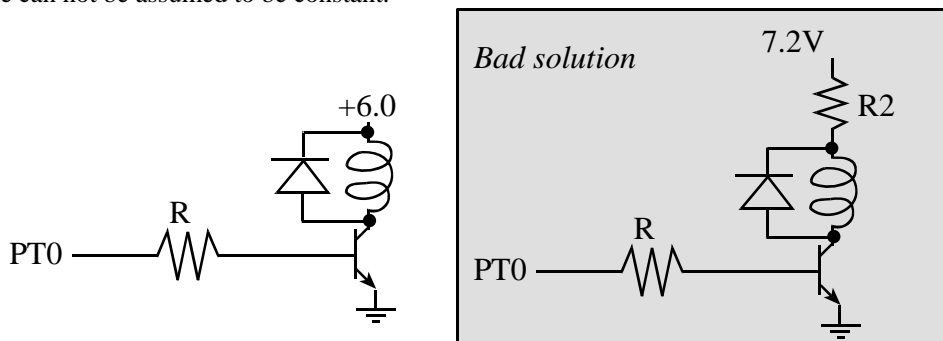 c can not be assumed to be constant.
+6.0
R
PT0
Bad solution
7.2V
R2
R
PT0